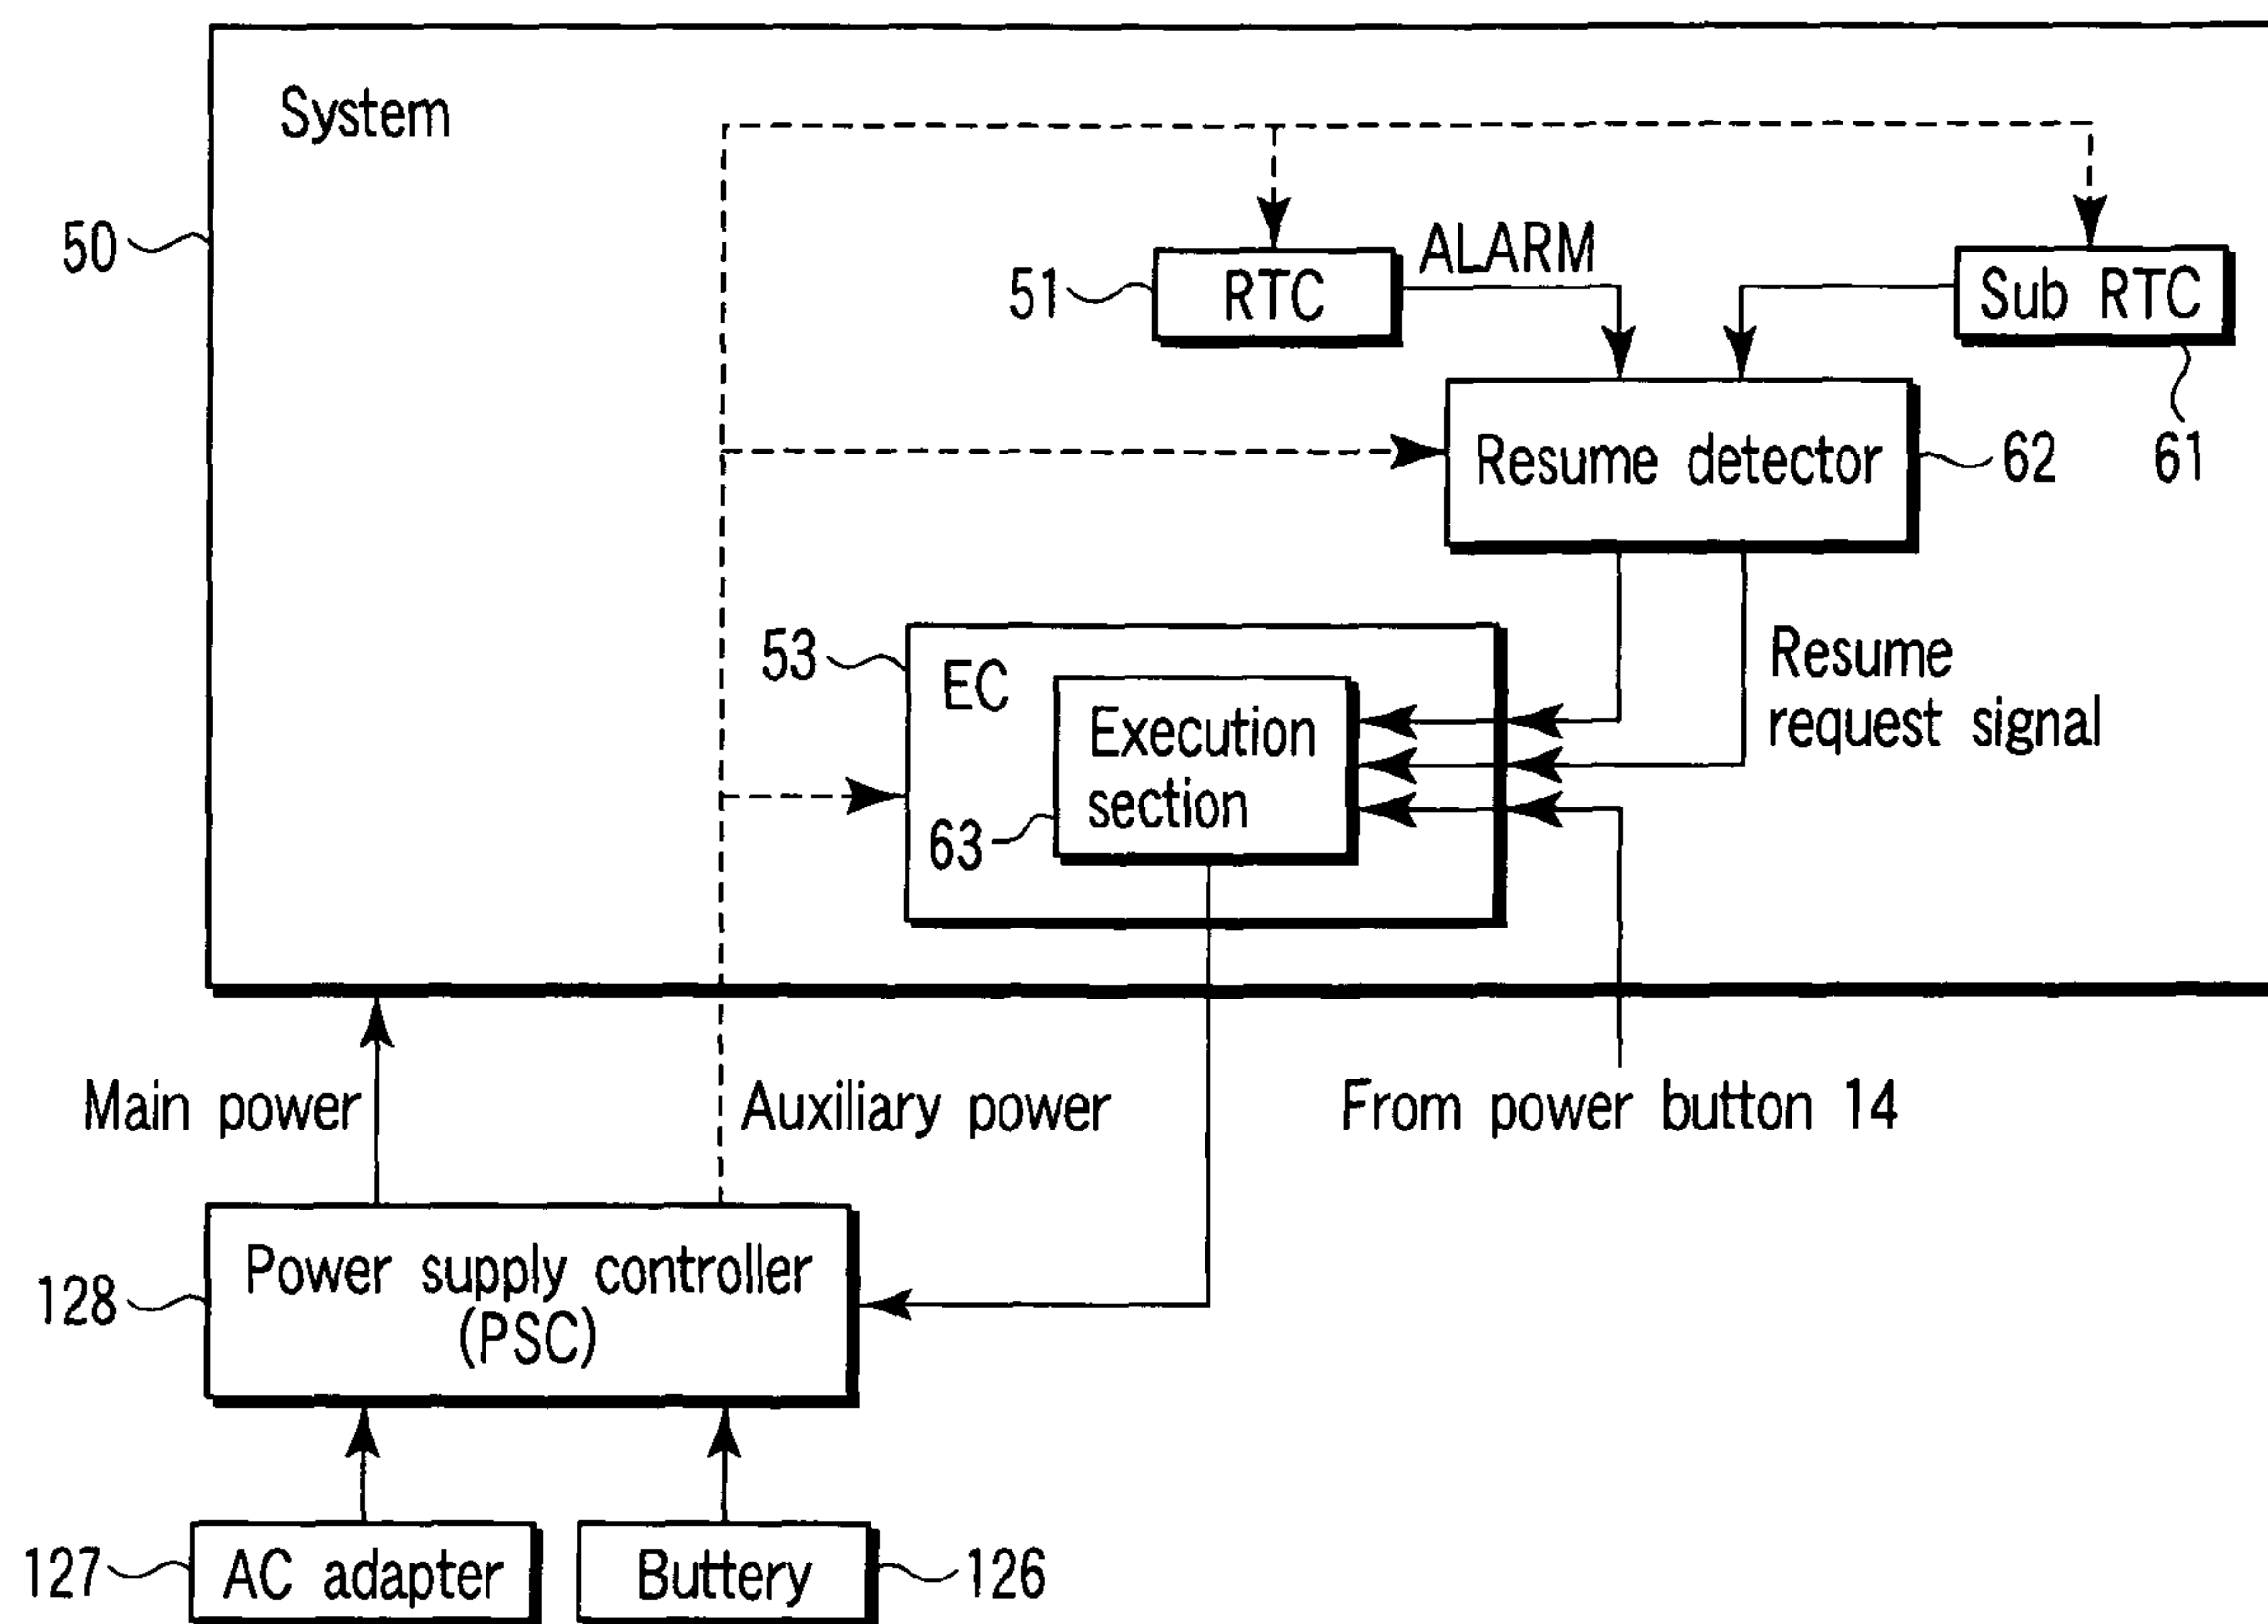 System
50
51
RTC
ALARM
Sub RTC
Resume detector
62
61
53
EC
Execution
section
63
Resume
request signal
Main power
Auxiliary power
From power button 14
128
Power supply controller
(PSC)
127
AC adapter
Buttery
126